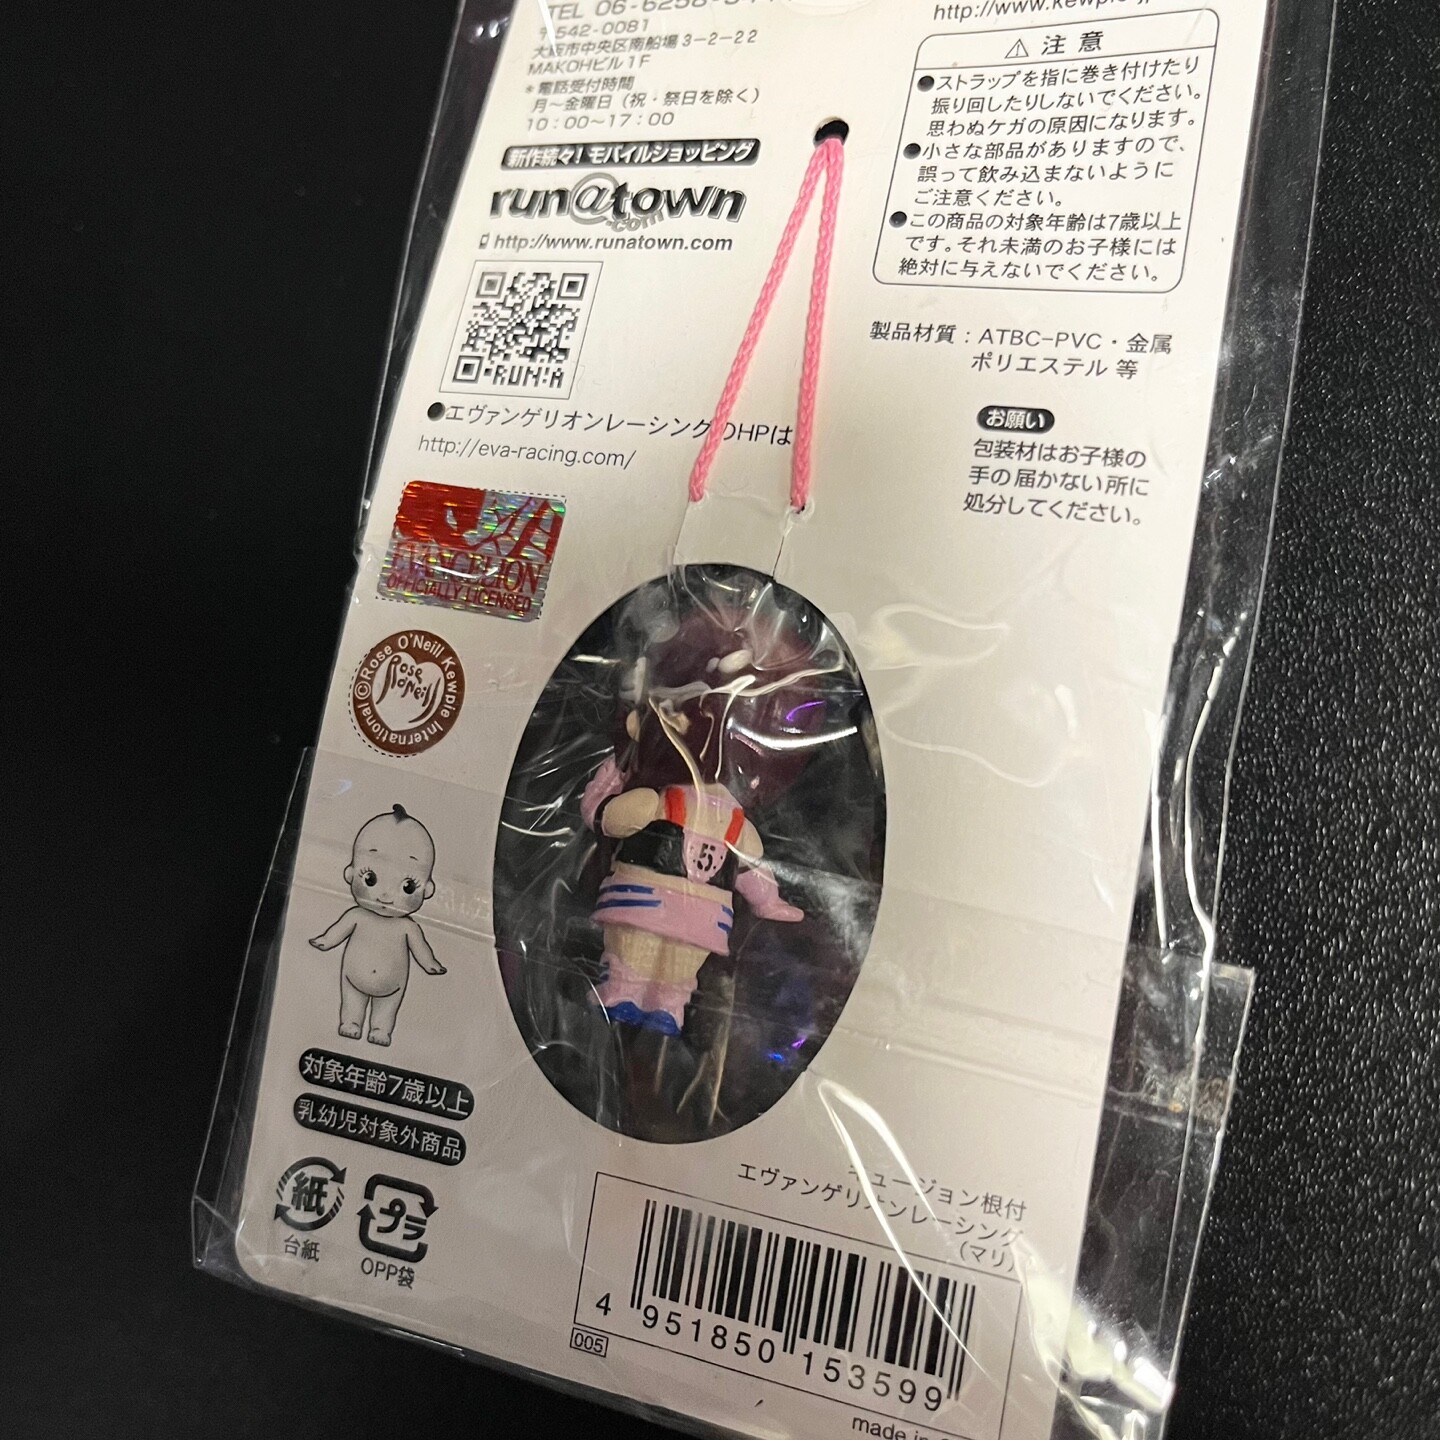 TEL 06-6258-
〒542-0081
大阪市中央区南船場3-2-22
MAKOHビル1F
*電話受付時間
月〜金曜日（祝・祭日を除く）
10:00〜17:00
新作続々!モバイルショッピング
run@town
.com
http://www.runatown.com
RUN@
●エヴァンゲリオンレーシングのHPは
http://eva-racing.com/
EVANGELION
OFFICIALLY LICENSED
©Rose O'Neill Kewpie International
Rose O'Neill
対象年齢7歳以上
乳幼児対象外商品
紙
台紙
プラ
OPP袋
http://www.kewpie.j
⚠注意
●ストラップを指に巻き付けたり
振り回したりしないでください。
思わぬケガの原因になります。
●小さな部品がありますので、
誤って飲み込まないように
ご注意ください。
●この商品の対象年齢は7歳以上
です。それ未満のお子様には
絶対に与えないでください。
製品材質：ATBC-PVC・金属
ポリエステル 等
お願い
包装材はお子様の
手の届かない所に
処分してください。
5
キュージョン根付
エヴァンゲリオンレーシング
（マリ）
4 951850 153599
005
made in